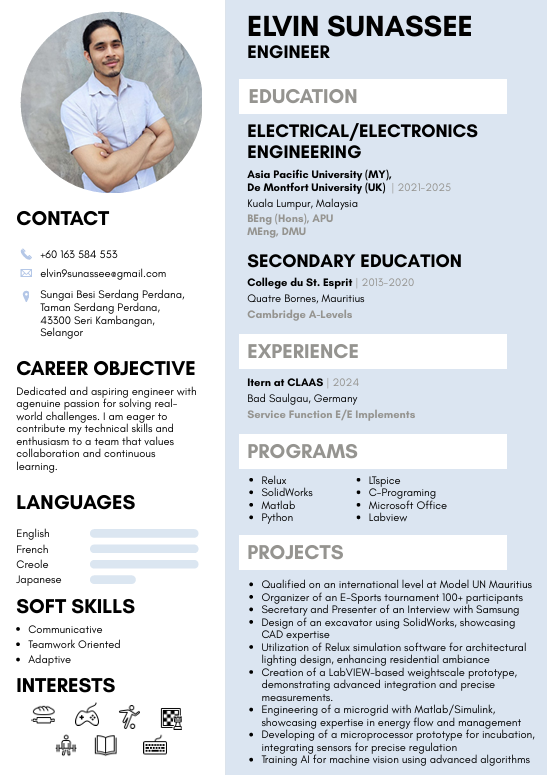 CONTACT
+60 163 584 553
elvin9sunassee@gmail.com
Sungai Besi Serdang Perdana,
Taman Serdang Perdana,
43300 Seri Kambangan,
Selangor
CAREER OBJECTIVE
Dedicated and aspiring engineer with
agenuine passion for solving real-
world challenges. I am eager to
contribute my technical skills and
enthusiasm to a team that values
collaboration and continuous
learning.
LANGUAGES
English
French
Creole
Japanese
SOFT SKILLS
• Communicative
• Teamwork Oriented
• Adaptive
INTERESTS
ELVIN SUNASSEE
ENGINEER
EDUCATION
ELECTRICAL/ELECTRONICS
ENGINEERING
Asia Pacific University (MY),
De Montfort University (UK) | 2021-2025
Kuala Lumpur, Malaysia
BEng (Hons), APU
MEng, DMU
SECONDARY EDUCATION
College du St. Esprit | 2013-2020
Quatre Bornes, Mauritius
Cambridge A-Levels
EXPERIENCE
Itern at CLAAS | 2024
Bad Saulgau, Germany
Service Function E/E Implements
PROGRAMS
• Relux
• SolidWorks
• Matlab
• Python
• LTspice
• C-Programing
• Microsoft Office
• Labview
PROJECTS
• Qualified on an international level at Model UN Mauritius
• Organizer of an E-Sports tournament 100+ participants
• Secretary and Presenter of an Interview with Samsung
• Design of an excavator using SolidWorks, showcasing
CAD expertise
• Utilization of Relux simulation software for architectural
lighting design, enhancing residential ambiance
• Creation of a LabVIEW-based weightscale prototype,
demonstrating advanced integration and precise
measurements.
• Engineering of a microgrid with Matlab/Simulink,
showcasing expertise in energy flow and management
• Developing of a microprocessor prototype for incubation,
integrating sensors for precise regulation
• Training AI for machine vision using advanced algorithms